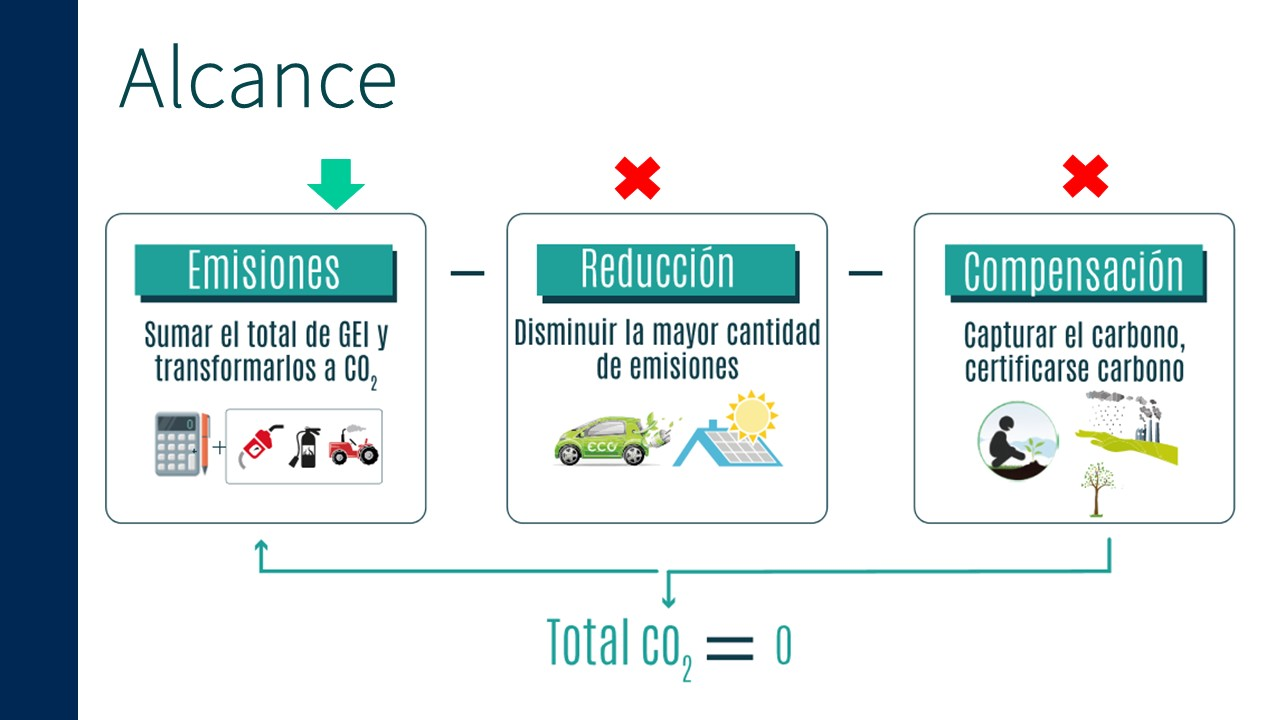 Alcance
Emisiones
Sumar el total de GEI y
transformarlos a CO₂
0
+
–
Reducción
Disminuir la mayor cantidad
de emisiones
eco
–
Compensación
Capturar el carbono,
certificarse carbono
Total co₂ = 0